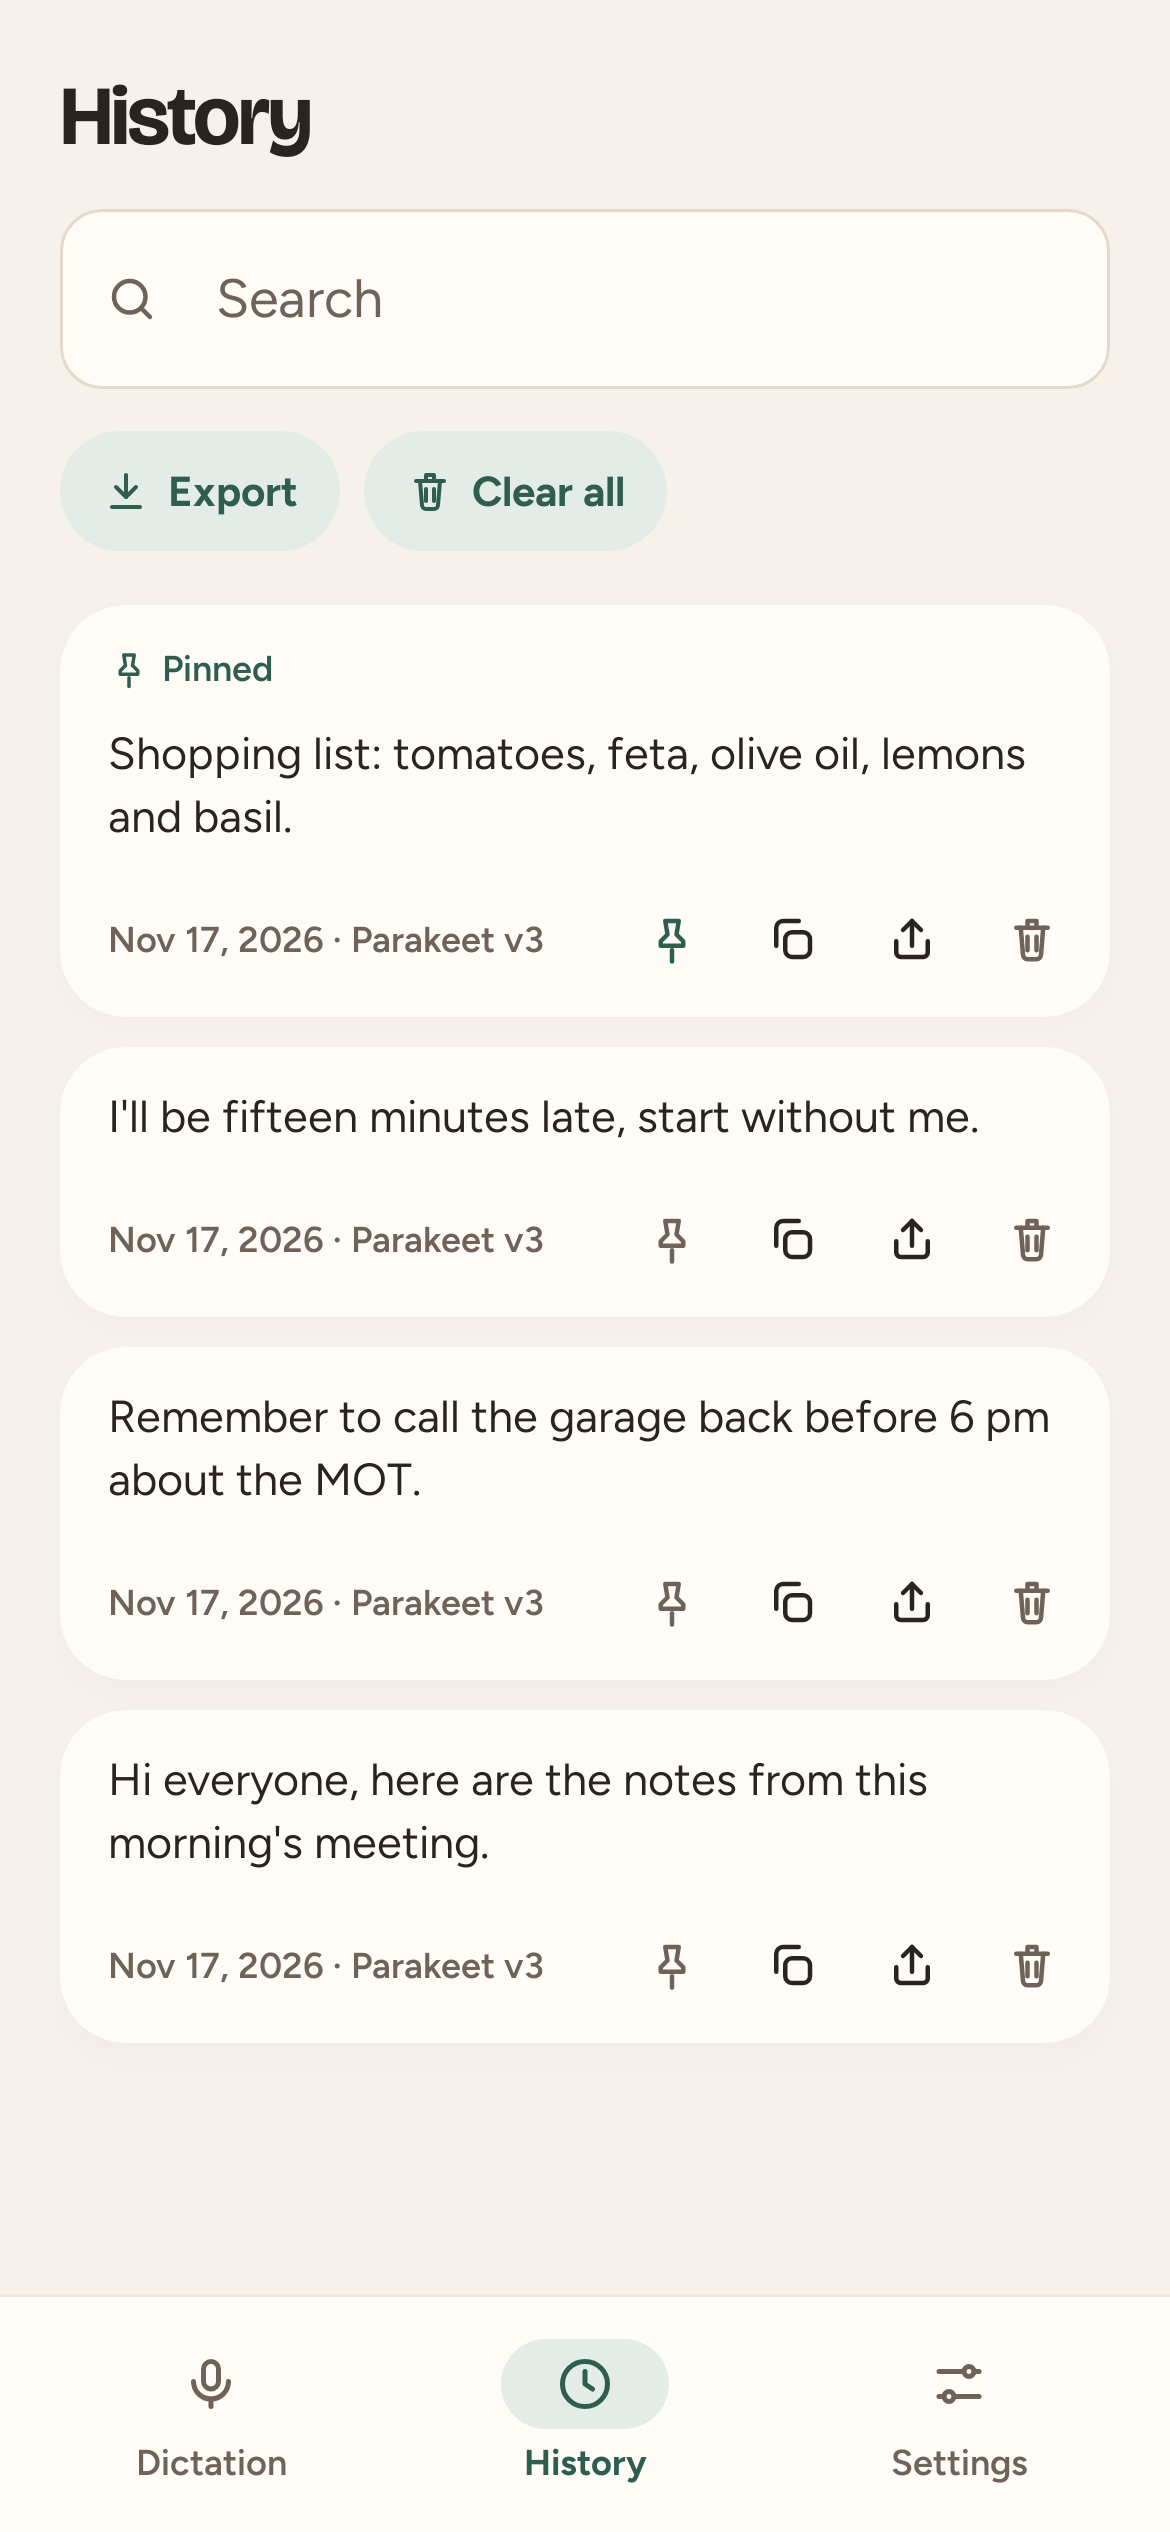 History
Search
Export
Clear all
Pinned
Shopping list: tomatoes, feta, olive oil, lemons
and basil.
Nov 17, 2026 · Parakeet v3
I'll be fifteen minutes late, start without me.
Nov 17, 2026 · Parakeet v3
Remember to call the garage back before 6 pm
about the MOT.
Nov 17, 2026 · Parakeet v3
Hi everyone, here are the notes from this
morning's meeting.
Nov 17, 2026 · Parakeet v3
Dictation
History
Settings